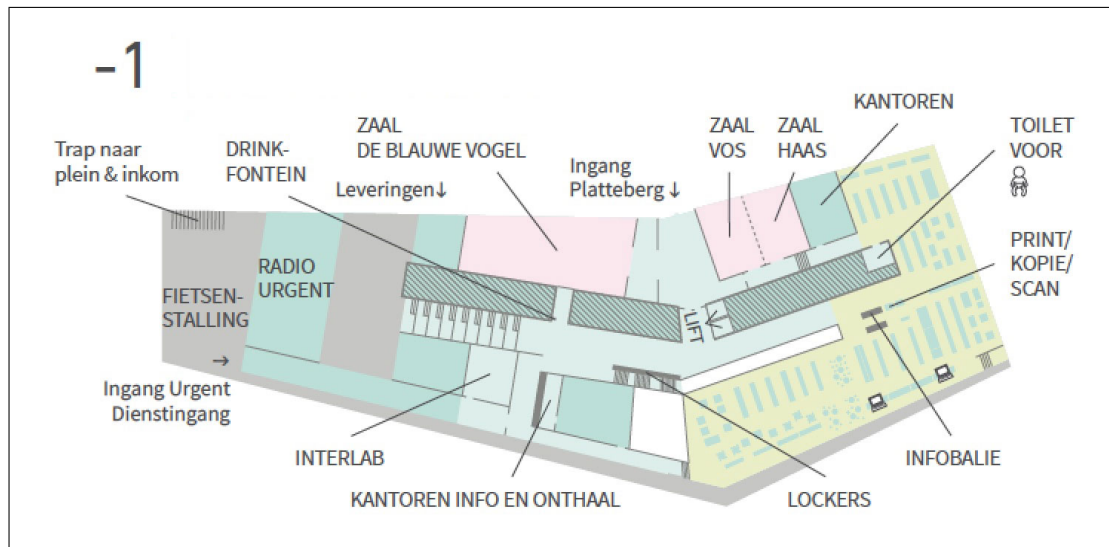 -1
Trap naar
plein & inkom
DRINK-
FONTEIN
ZAAL
DE BLAUWE VOGEL
Leveringen↓
Ingang
Platteberg ↓
ZAAL
VOS
ZAAL
HAAS
KANTOREN
TOILET
VOOR
PRINT/
KOPIE/
SCAN
RADIO
URGENT
FIETSEN-
STALLING
LIFT
→
Ingang Urgent
Dienstingang
INTERLAB
KANTOREN INFO EN ONTHAAL
LOCKERS
INFOBALIE